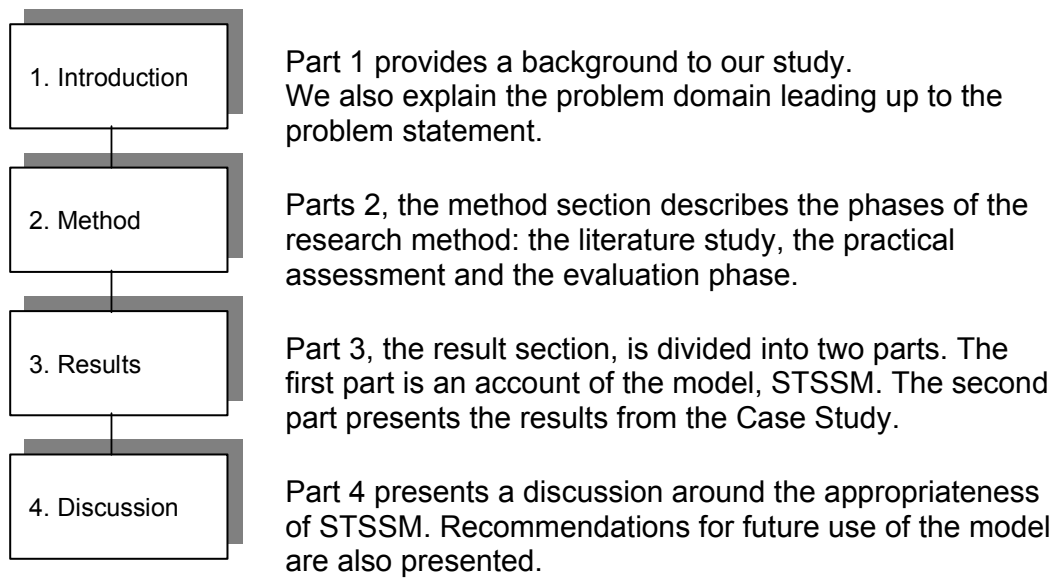 1. Introduction
Part 1 provides a background to our study.
We also explain the problem domain leading up to the
problem statement.
2. Method
Parts 2, the method section describes the phases of the
research method: the literature study, the practical
assessment and the evaluation phase.
3. Results
Part 3, the result section, is divided into two parts. The
first part is an account of the model, STSSM. The second
part presents the results from the Case Study.
4. Discussion
Part 4 presents a discussion around the appropriateness
of STSSM. Recommendations for future use of the model
are also presented.